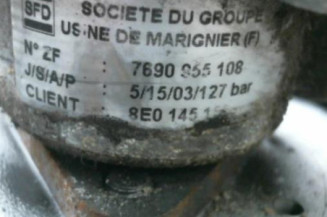 SFD SOCIETE DU GROUPE
USINE DE MARIGNIER (F)
N° ZF : 7690 955 108
J/S/A/P : 5/15/03/127 bar
CLIENT : 8E0 145